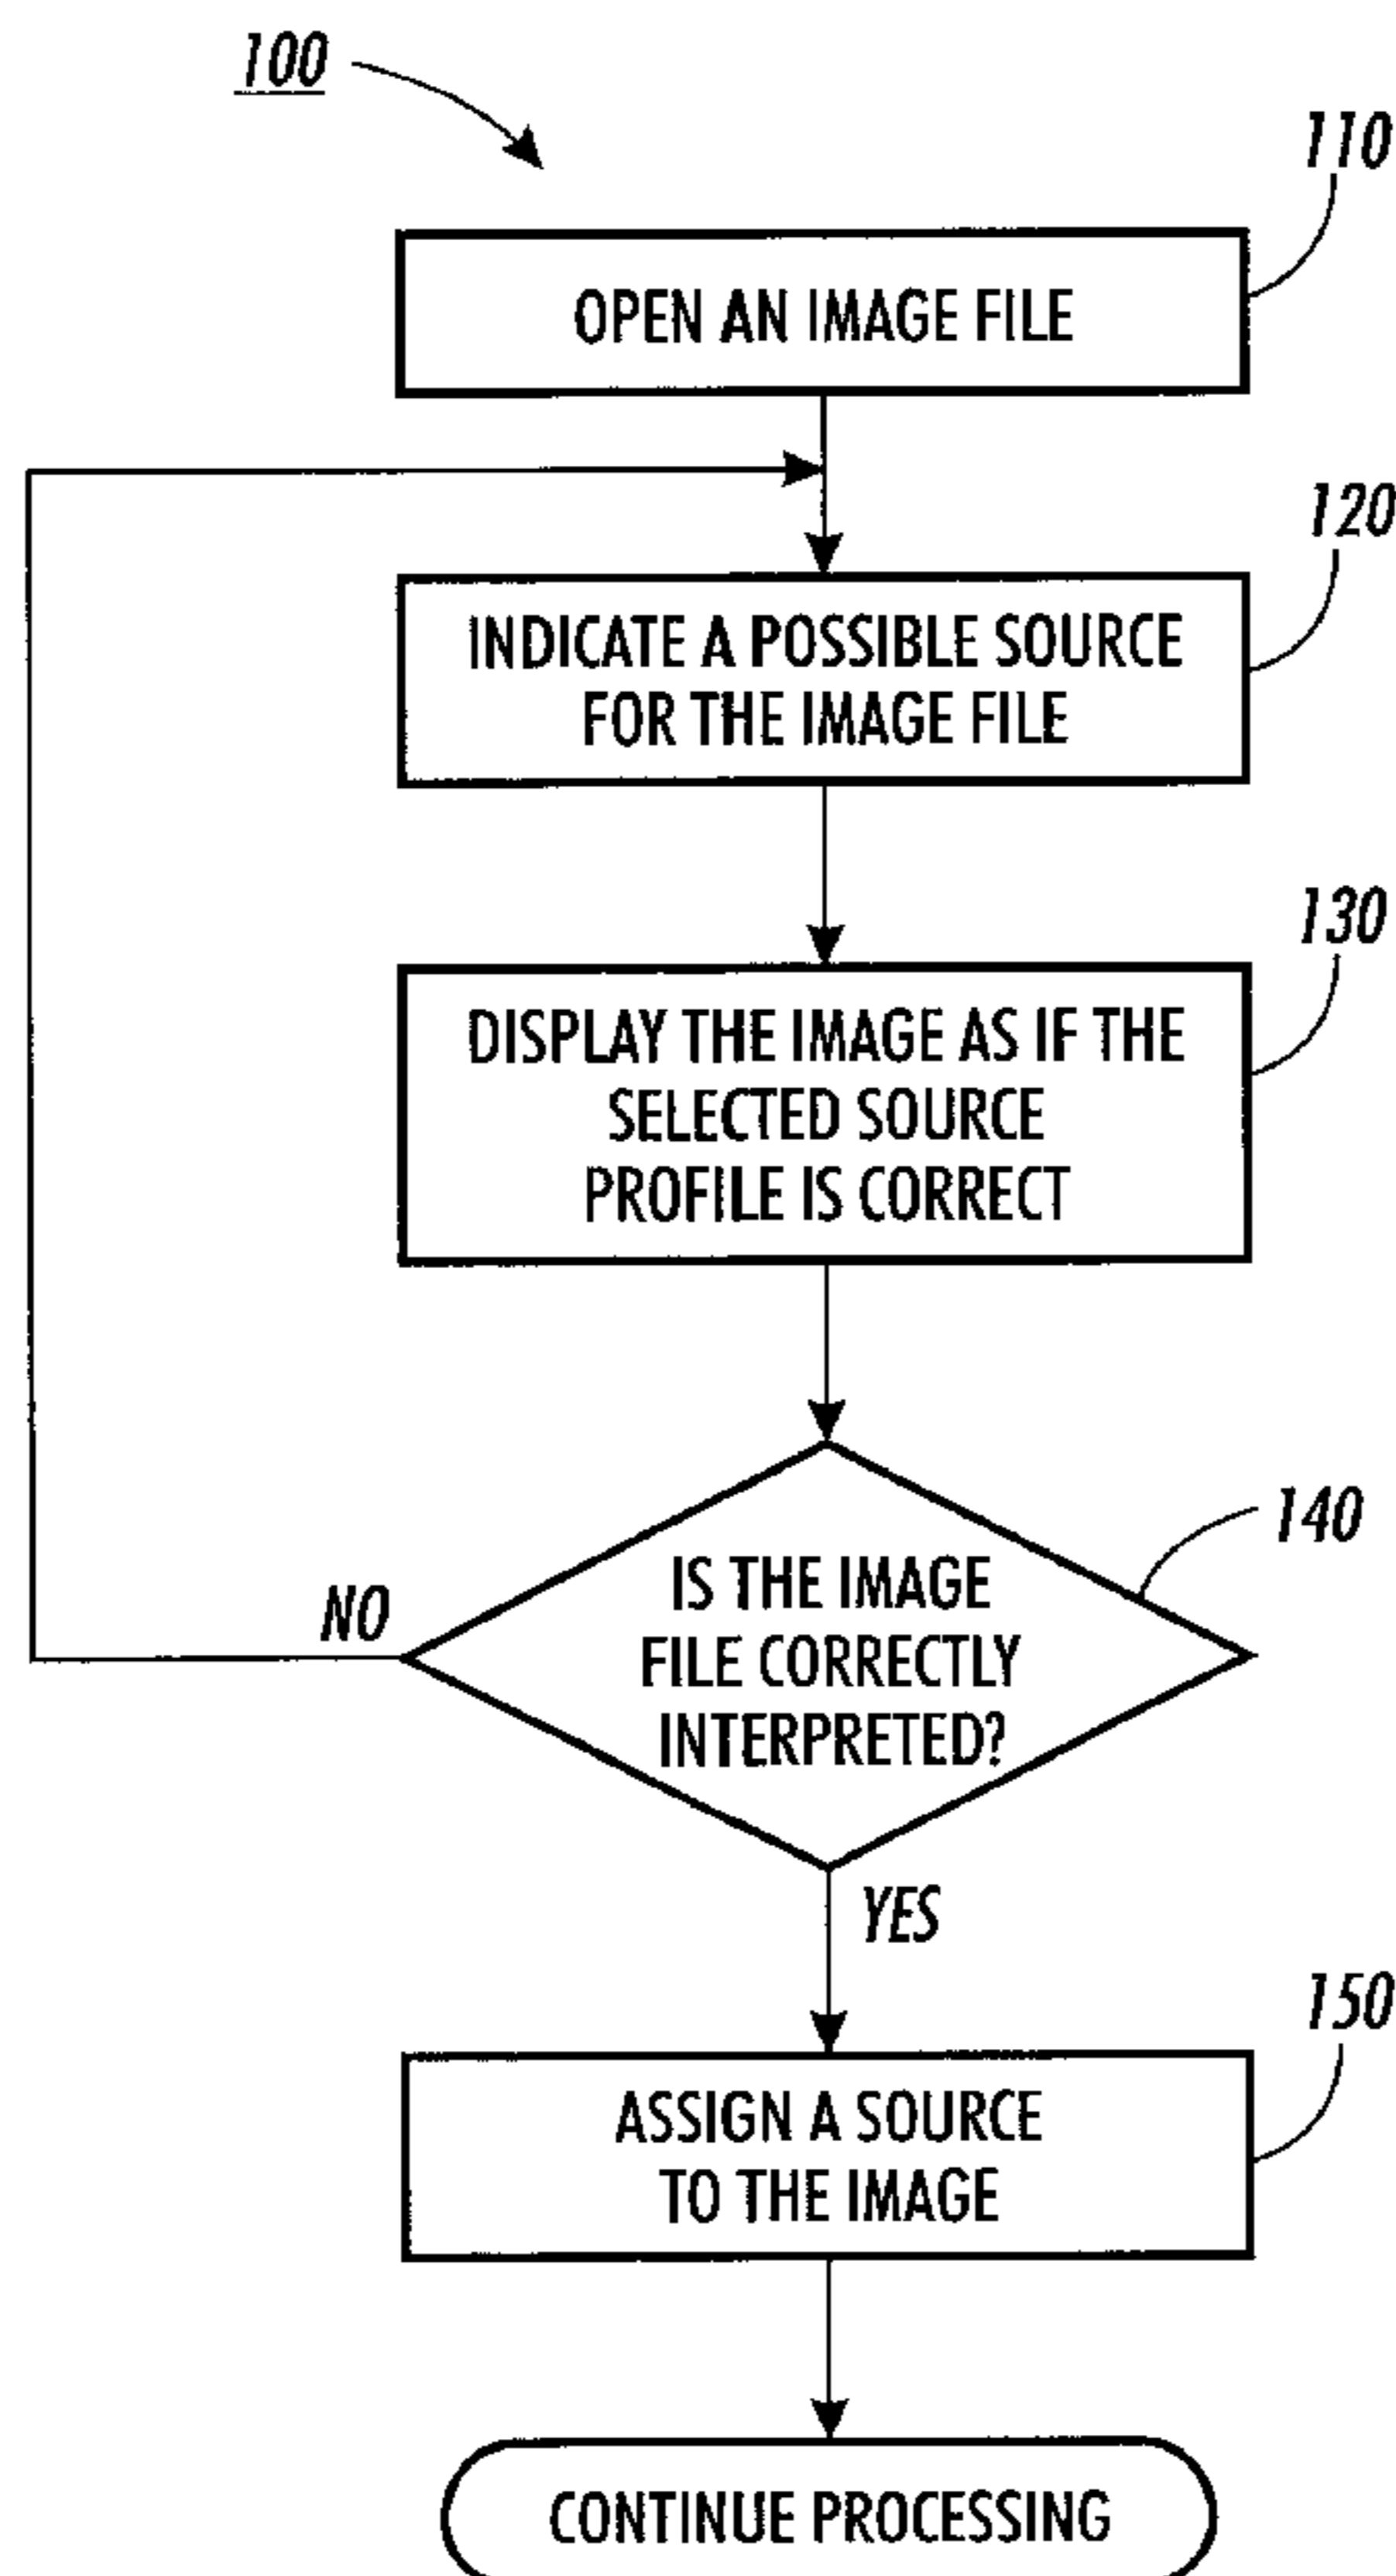 100
110
OPEN AN IMAGE FILE
120
INDICATE A POSSIBLE SOURCE
FOR THE IMAGE FILE
130
DISPLAY THE IMAGE AS IF THE
SELECTED SOURCE
PROFILE IS CORRECT
140
IS THE IMAGE
FILE CORRECTLY
INTERPRETED?
NO
YES
150
ASSIGN A SOURCE
TO THE IMAGE
CONTINUE PROCESSING